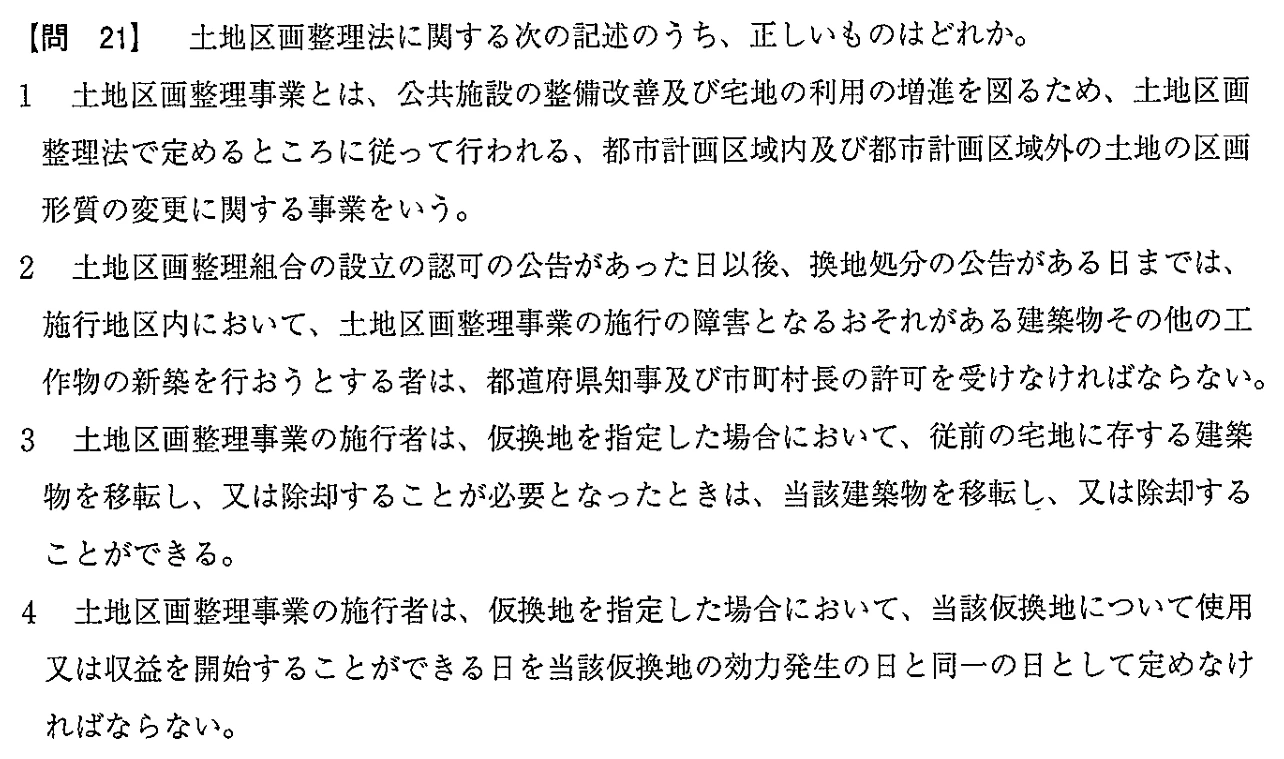 【問　21】　土地区画整理法に関する次の記述のうち、正しいものはどれか。
1　土地区画整理事業とは、公共施設の整備改善及び宅地の利用の増進を図るため、土地区画
整理法で定めるところに従って行われる、都市計画区域内及び都市計画区域外の土地の区画
形質の変更に関する事業をいう。
2　土地区画整理組合の設立の認可の公告があった日以後、換地処分の公告がある日までは、
施行地区内において、土地区画整理事業の施行の障害となるおそれがある建築物その他の工
作物の新築を行おうとする者は、都道府県知事及び市町村長の許可を受けなければならない。
3　土地区画整理事業の施行者は、仮換地を指定した場合において、従前の宅地に存する建築
物を移転し、又は除却することが必要となったときは、当該建築物を移転し、又は除却する
ことができる。
4　土地区画整理事業の施行者は、仮換地を指定した場合において、当該仮換地について使用
又は収益を開始することができる日を当該仮換地の効力発生の日と同一の日として定めなけ
ればならない。